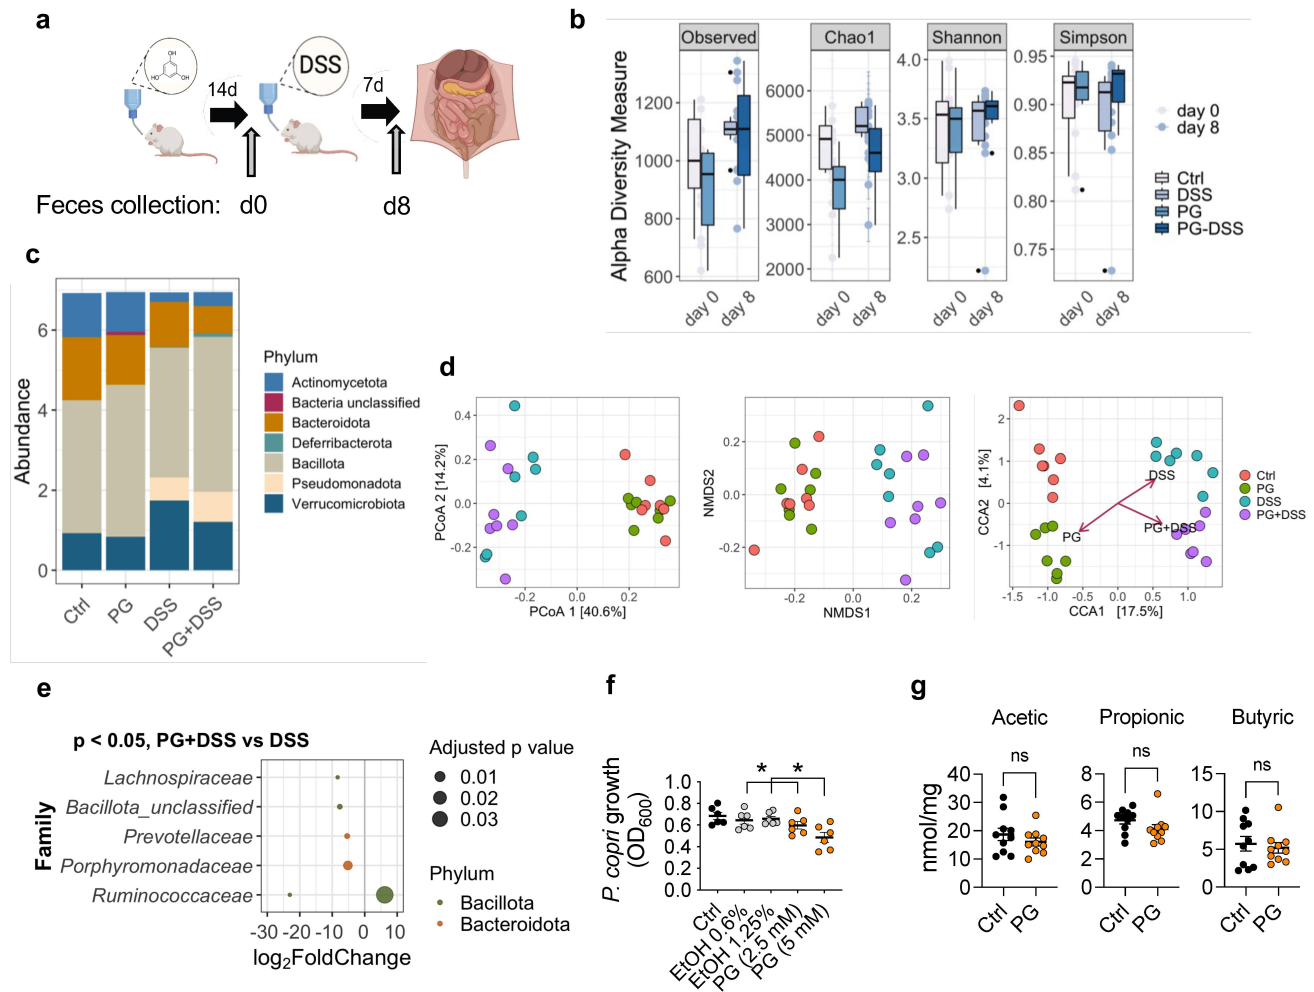 a
OH
HO
OH
DSS
14d
7d
Feces collection: d0 d8
b
Observed
Chao1
Shannon
Simpson
Alpha Diversity Measure
1200
1000
800
600
6000
5000
4000
3000
2000
4.0
3.5
3.0
2.5
0.95
0.90
0.85
0.80
0.75
day 0
day 8
day 0
day 8
day 0
day 8
day 0
day 8
day 0
day 8
Ctrl
DSS
PG
PG-DSS
c
Abundance
6
4
2
0
Ctrl
PG
DSS
PG+DSS
Phylum
Actinomycetota
Bacteria unclassified
Bacteroidota
Deferribacterota
Bacillota
Pseudomonadota
Verrucomicrobiota
d
PCoA 2 [14.2%]
0.4
0.2
0.0
-0.2
-0.2
0.0
0.2
PCoA 1 [40.6%]
NMDS2
0.2
0.0
-0.2
-0.2
0.0
0.2
NMDS1
CCA2 [4.1%]
2
1
0
-1
-1.5
-1.0
-0.5
0.0
0.5
1.0
CCA1 [17.5%]
DSS
PG
PG+DSS
Ctrl
PG
DSS
PG+DSS
e
p < 0.05, PG+DSS vs DSS
Family
Lachnospiraceae
Bacillota_unclassified
Prevotellaceae
Porphyromonadaceae
Ruminococcaceae
-30 -20 -10 0 10
log2FoldChange
Adjusted p value
0.01
0.02
0.03
Phylum
Bacillota
Bacteroidota
f
P. copri growth
(OD600)
1.0
0.8
0.6
0.4
0.2
0.0
* *
Ctrl
EtOH 0.6%
EtOH 1.25%
PG (2.5 mM)
PG (5 mM)
g
Acetic
Propionic
Butyric
ns
ns
ns
nmol/mg
40
30
20
10
0
8
6
4
2
0
15
10
5
0
Ctrl
PG
Ctrl
PG
Ctrl
PG